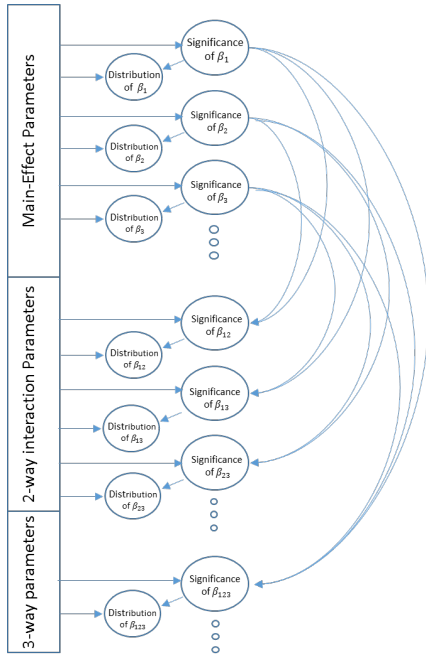 Main-Effect Parameters
Significance
of β₁
Distribution
of β₁
Significance
of β₂
Distribution
of β₂
Significance
of β₃
Distribution
of β₃
2-way interaction Parameters
Significance
of β₁₂
Distribution
of β₁₂
Significance
of β₁₃
Distribution
of β₁₃
Significance
of β₂₃
Distribution
of β₂₃
3-way parameters
Significance
of β₁₂₃
Distribution
of β₁₂₃